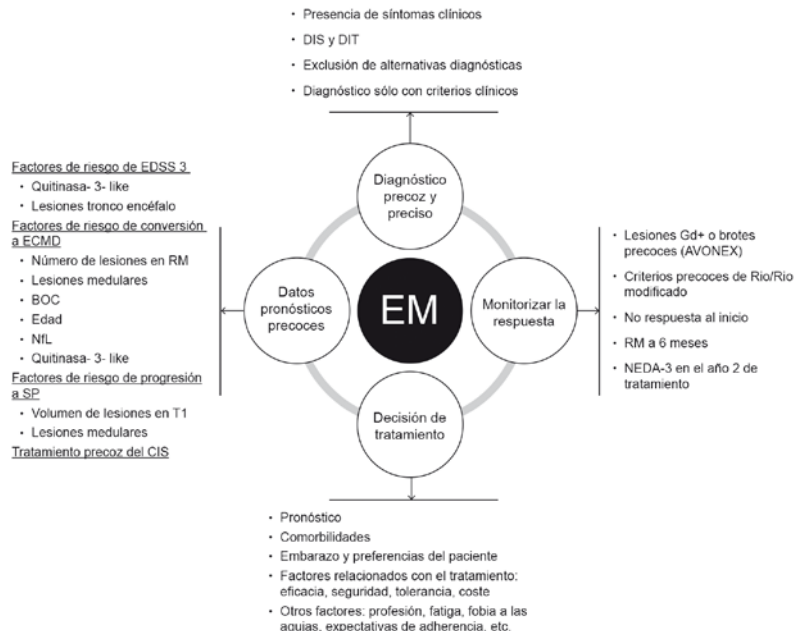 • Presencia de síntomas clínicos
• DIS y DIT
• Exclusión de alternativas diagnósticas
• Diagnóstico sólo con criterios clínicos
Diagnóstico
precoz y
preciso
Factores de riesgo de EDSS 3
• Quitinasa- 3- like
• Lesiones tronco encéfalo
Factores de riesgo de conversión
a ECMD
• Número de lesiones en RM
• Lesiones medulares
• BOC
• Edad
• NfL
• Quitinasa- 3- like
Factores de riesgo de progresión
a SP
• Volumen de lesiones en T1
• Lesiones medulares
Tratamiento precoz del CIS
Datos
pronósticos
precoces
EM
Monitorizar la
respuesta
• Lesiones Gd+ o brotes
precoces (AVONEX)
• Criterios precoces de Rio/Rio
modificado
• No respuesta al inicio
• RM a 6 meses
• NEDA-3 en el año 2 de
tratamiento
Decisión de
tratamiento
• Pronóstico
• Comorbilidades
• Embarazo y preferencias del paciente
• Factores relacionados con el tratamiento:
eficacia, seguridad, tolerancia, coste
• Otros factores: profesión, fatiga, fobia a las
agujas, expectativas de adherencia, etc.